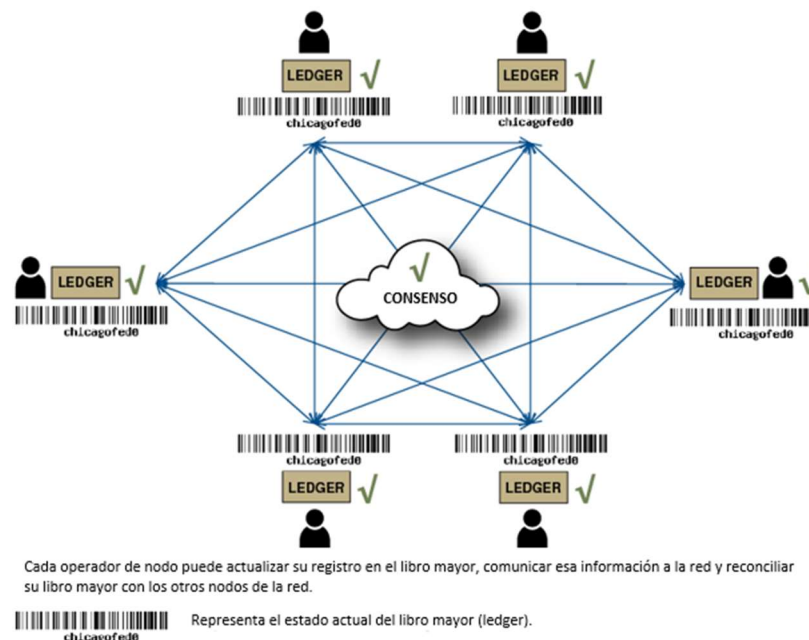 LEDGER
LEDGER
chicagofed0
chicagofed0
CONSENSO
LEDGER
LEDGER
chicagofed0
chicagofed0
chicagofed0
chicagofed0
LEDGER
LEDGER
Cada operador de nodo puede actualizar su registro en el libro mayor, comunicar esa información a la red y reconciliar
su libro mayor con los otros nodos de la red.
Representa el estado actual del libro mayor (ledger).
chicagofed0